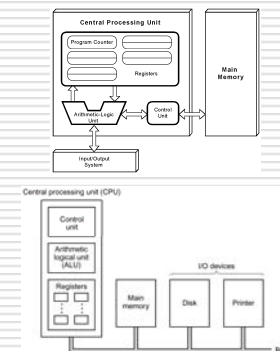 Central Processing Unit
Program Counter
Registers
Arithmetic-Logic
Unit
Control
Unit
Main
Memory
Input/Output
System
Central processing unit (CPU)
Control
unit
Arithmetic
logical unit
(ALU)
Registers
I/O devices
Main
memory
Disk
Printer